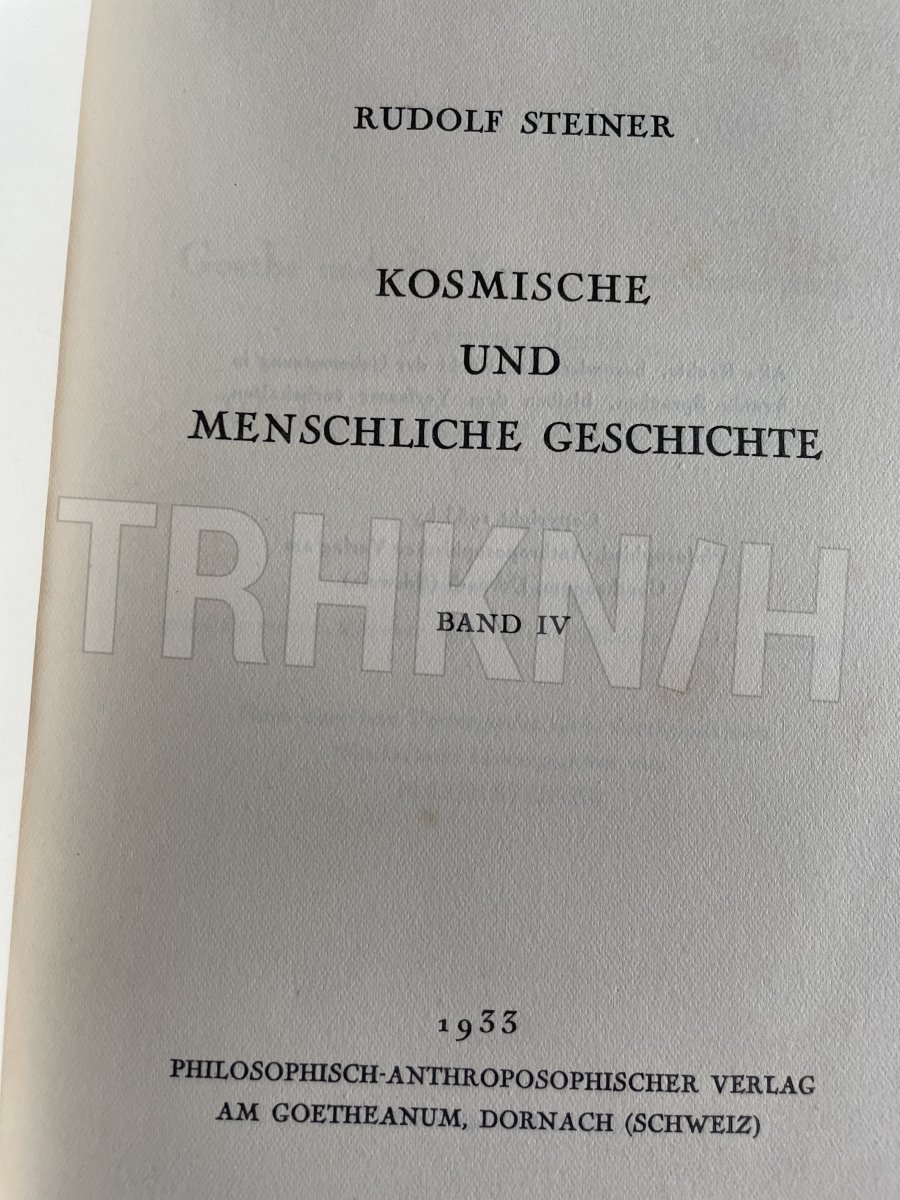 RUDOLF STEINER
KOSMISCHE
UND
MENSCHLICHE GESCHICHTE
TRHKN/H
BAND IV
1933
PHILOSOPHISCH-ANTHROPOSOPHISCHER VERLAG
AM GOETHEANUM, DORNACH (SCHWEIZ)